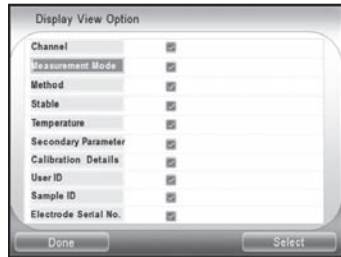 Display View Option
Channel
Measurement Mode
Method
Stable
Temperature
Secondary Parameter
Calibration Details
User ID
Sample ID
Electrode Serial No.
Done Select